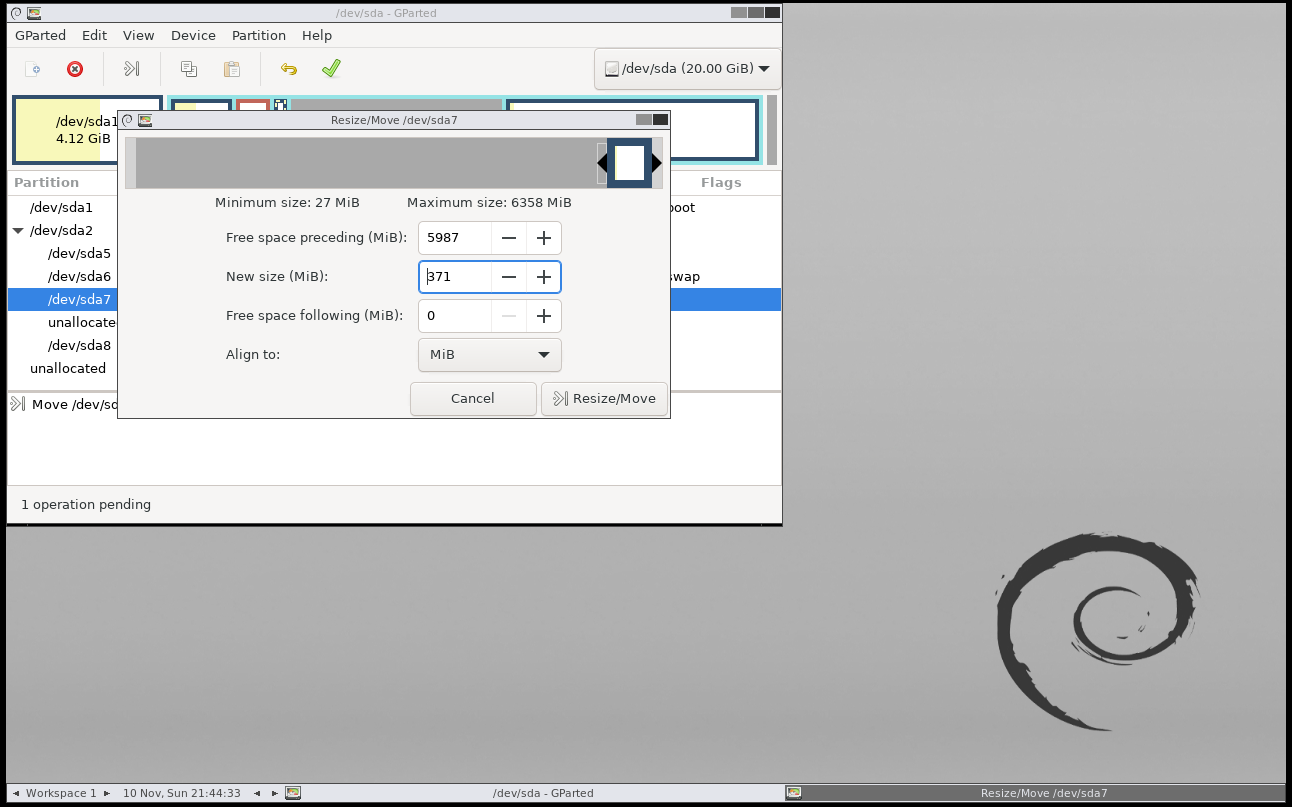 /dev/sda - GParted
GParted Edit View Device Partition Help
/dev/sda (20.00 GiB)
/dev/sda1
4.12 GiB
Resize/Move /dev/sda7
Minimum size: 27 MiB Maximum size: 6358 MiB
Free space preceding (MiB): 5987
New size (MiB): 371
Free space following (MiB): 0
Align to: MiB
Cancel Resize/Move
Partition Flags
/dev/sda1 boot
/dev/sda2
/dev/sda5
/dev/sda6 swap
/dev/sda7
unallocate
/dev/sda8
unallocated
Move /dev/sd
1 operation pending
Workspace 1 10 Nov, Sun 21:44:33 /dev/sda - GParted Resize/Move /dev/sda7